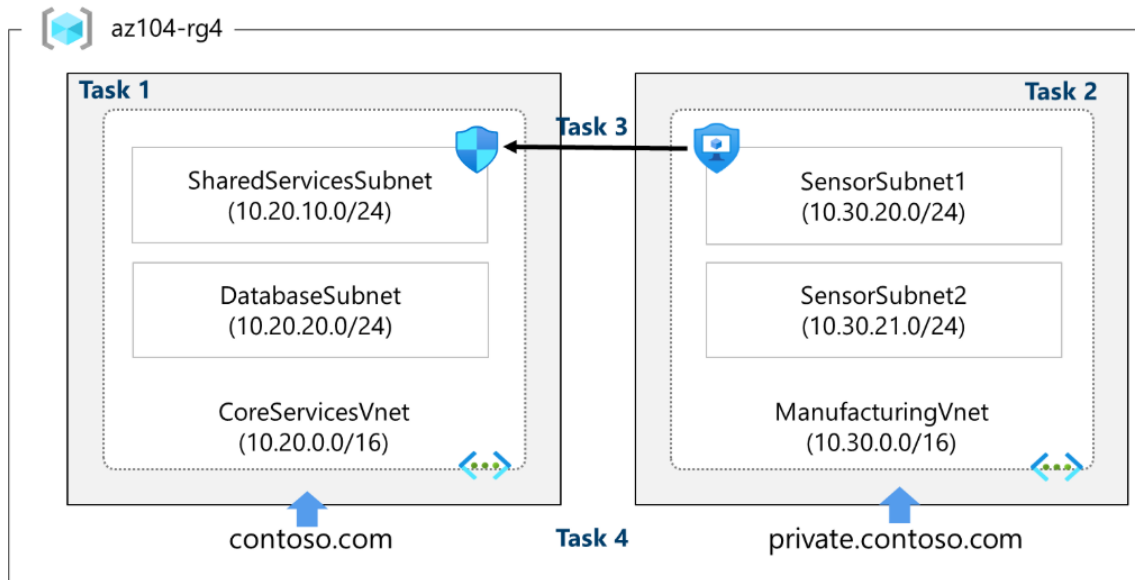 az104-rg4
Task 1
SharedServicesSubnet
(10.20.10.0/24)
DatabaseSubnet
(10.20.20.0/24)
CoreServicesVnet
(10.20.0.0/16)
Task 3
Task 2
SensorSubnet1
(10.30.20.0/24)
SensorSubnet2
(10.30.21.0/24)
ManufacturingVnet
(10.30.0.0/16)
contoso.com
Task 4
private.contoso.com